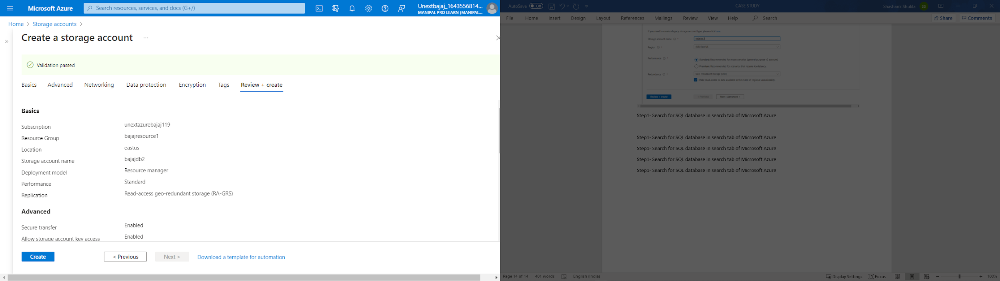 Microsoft Azure
Search resources, services, and docs (G+/)
Unextbajaj_1643556814...
MANIPAL PRO LEARN (MANIPAL...
Home > Storage accounts >
Create a storage account ...
Validation passed
Basics Advanced Networking Data protection Encryption Tags Review + create
Basics
Subscription unextazurebajaj119
Resource Group bajajresource1
Location eastus
Storage account name bajajdb2
Deployment model Resource manager
Performance Standard
Replication Read-access geo-redundant storage (RA-GRS)
Advanced
Secure transfer Enabled
Allow storage account key access Enabled
Create < Previous Next > Download a template for automation
AutoSave Off CASE STUDY Shashank Shukla SS
File Home Insert Design Layout References Mailings Review View Help Search Share Comments
If you need to create a legacy storage account type, please click here.
Storage account name * bajajdb2
Region * (US) East US
Performance * Standard: Recommended for most scenarios (general-purpose v2 account)
Premium: Recommended for scenarios that require low latency.
Redundancy * Geo-redundant storage (GRS)
Make read access to data available in the event of regional unavailability.
Review + create < Previous Next : Advanced >
Step1- Search for SQL database in search tab of Microsoft Azure
Step1- Search for SQL database in search tab of Microsoft Azure
Step1- Search for SQL database in search tab of Microsoft Azure
Step1- Search for SQL database in search tab of Microsoft Azure
Step1- Search for SQL database in search tab of Microsoft Azure
Page 14 of 14 401 words English (India) Display Settings Focus 100%